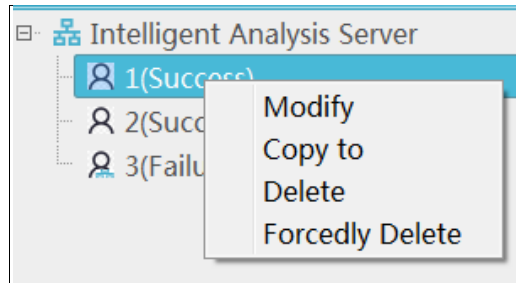 Intelligent Analysis Server
1(Success)
Modify
2(Succ
Copy to
3(Failu
Delete
Forcedly Delete